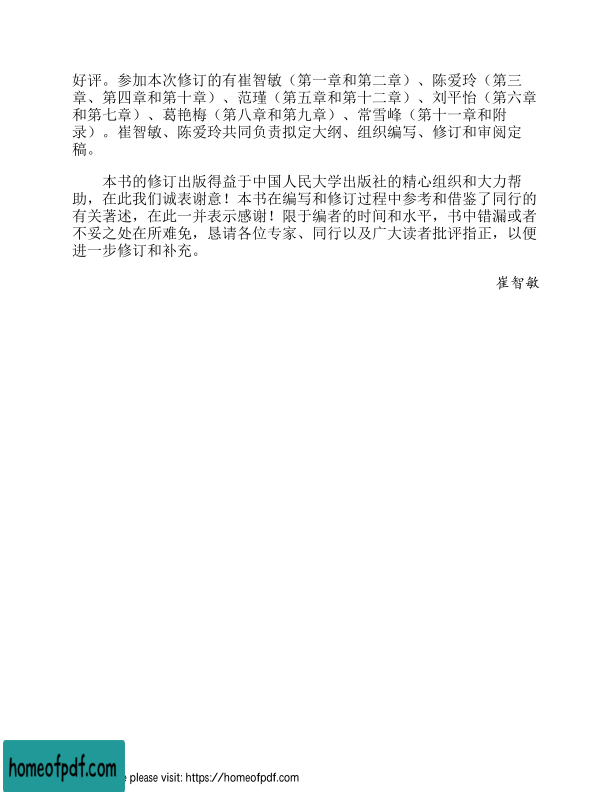 好评。参加本次修订的有崔智敏（第一章和第二章）、陈爱玲（第三
章、第四章和第十章）、范瑾（第五章和第十二章）、刘平怡（第六章
和第七章）、葛艳梅（第八章和第九章）、常雪峰（第十一章和附
录）。崔智敏、陈爱玲共同负责拟定大纲、组织编写、修订和审阅定
稿。
本书的修订出版得益于中国人民大学出版社的精心组织和大力帮
助，在此我们诚表谢意！本书在编写和修订过程中参考和借鉴了同行的
有关著述，在此一并表示感谢！限于编者的时间和水平，书中错漏或者
不妥之处在所难免，恳请各位专家、同行以及广大读者批评指正，以便
进一步修订和补充。
崔智敏
homeofpdf.com
please visit: https://homeofpdf.com